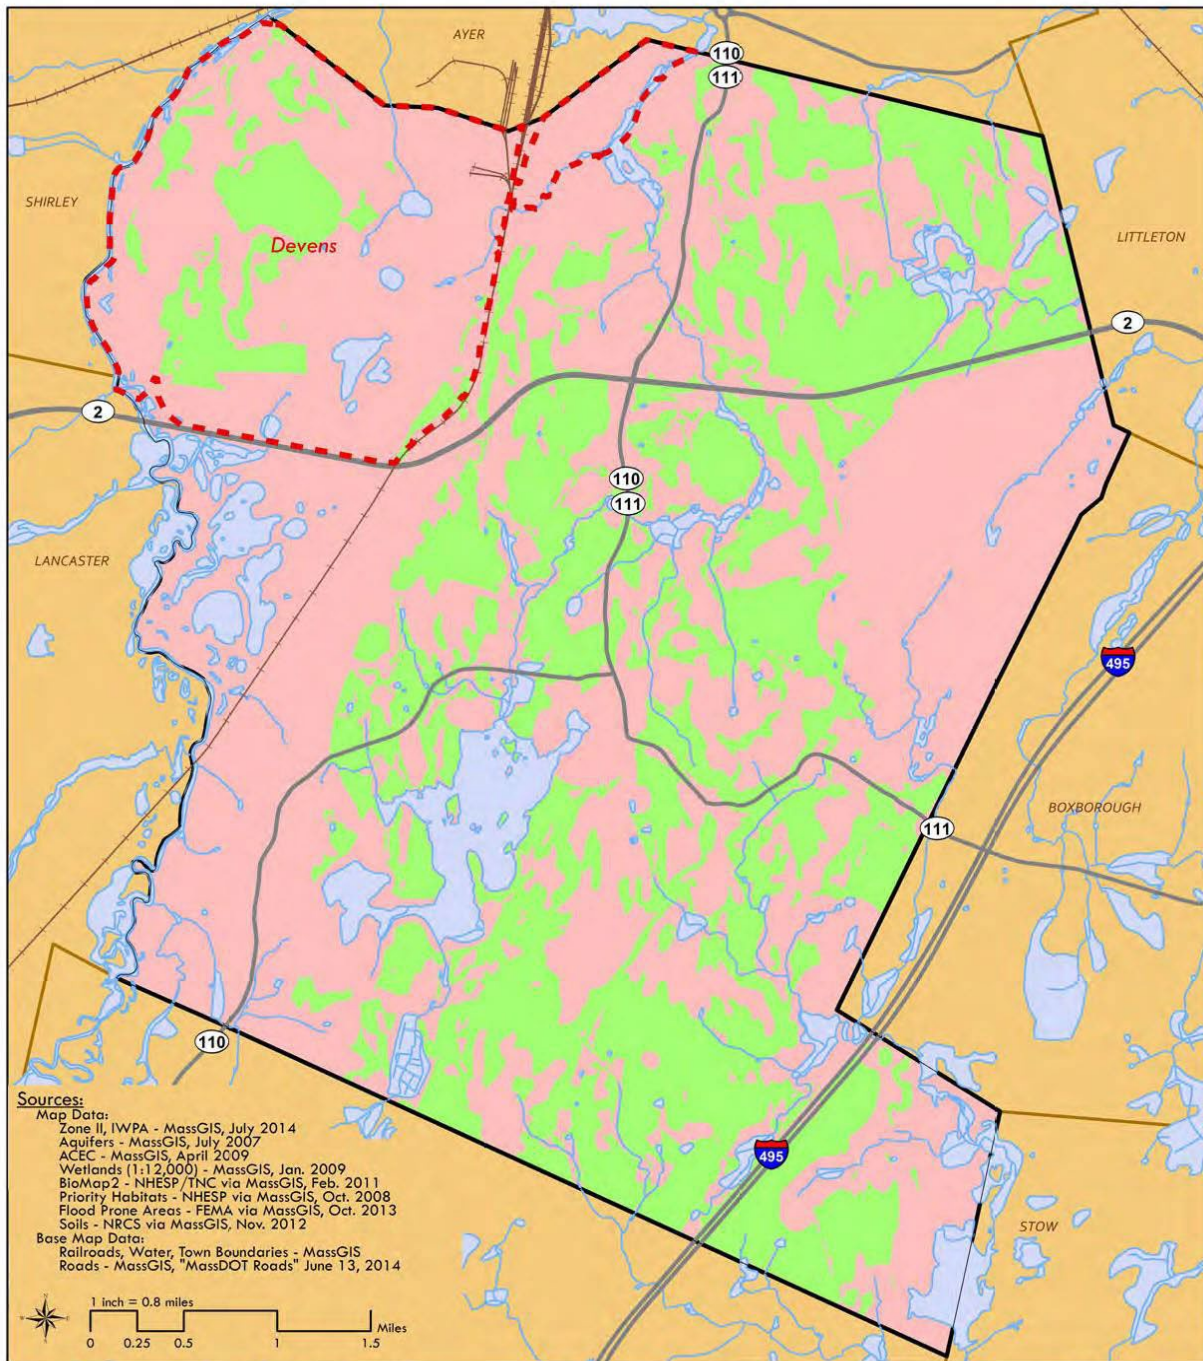 AYER
110
111
SHIRLEY
Devens
LITTLETON
2
2
110
111
LANCASTER
495
BOXBOROUGH
111
110
495
STOW
Sources:
Map Data:
Zone II, IWPA - MassGIS, July 2014
Aquifers - MassGIS, July 2007
ACEC - MassGIS, April 2009
Wetlands (1:12,000) - MassGIS, Jan. 2009
BioMap2 - NHESP/TNC via MassGIS, Feb. 2011
Priority Habitats - NHESP via MassGIS, Oct. 2008
Flood Prone Areas - FEMA via MassGIS, Oct. 2013
Soils - NRCS via MassGIS, Nov. 2012
Base Map Data:
Railroads, Water, Town Boundaries - MassGIS
Roads - MassGIS, "MassDOT Roads" June 13, 2014
1 inch = 0.8 miles
Miles
0 0.25 0.5 1 1.5